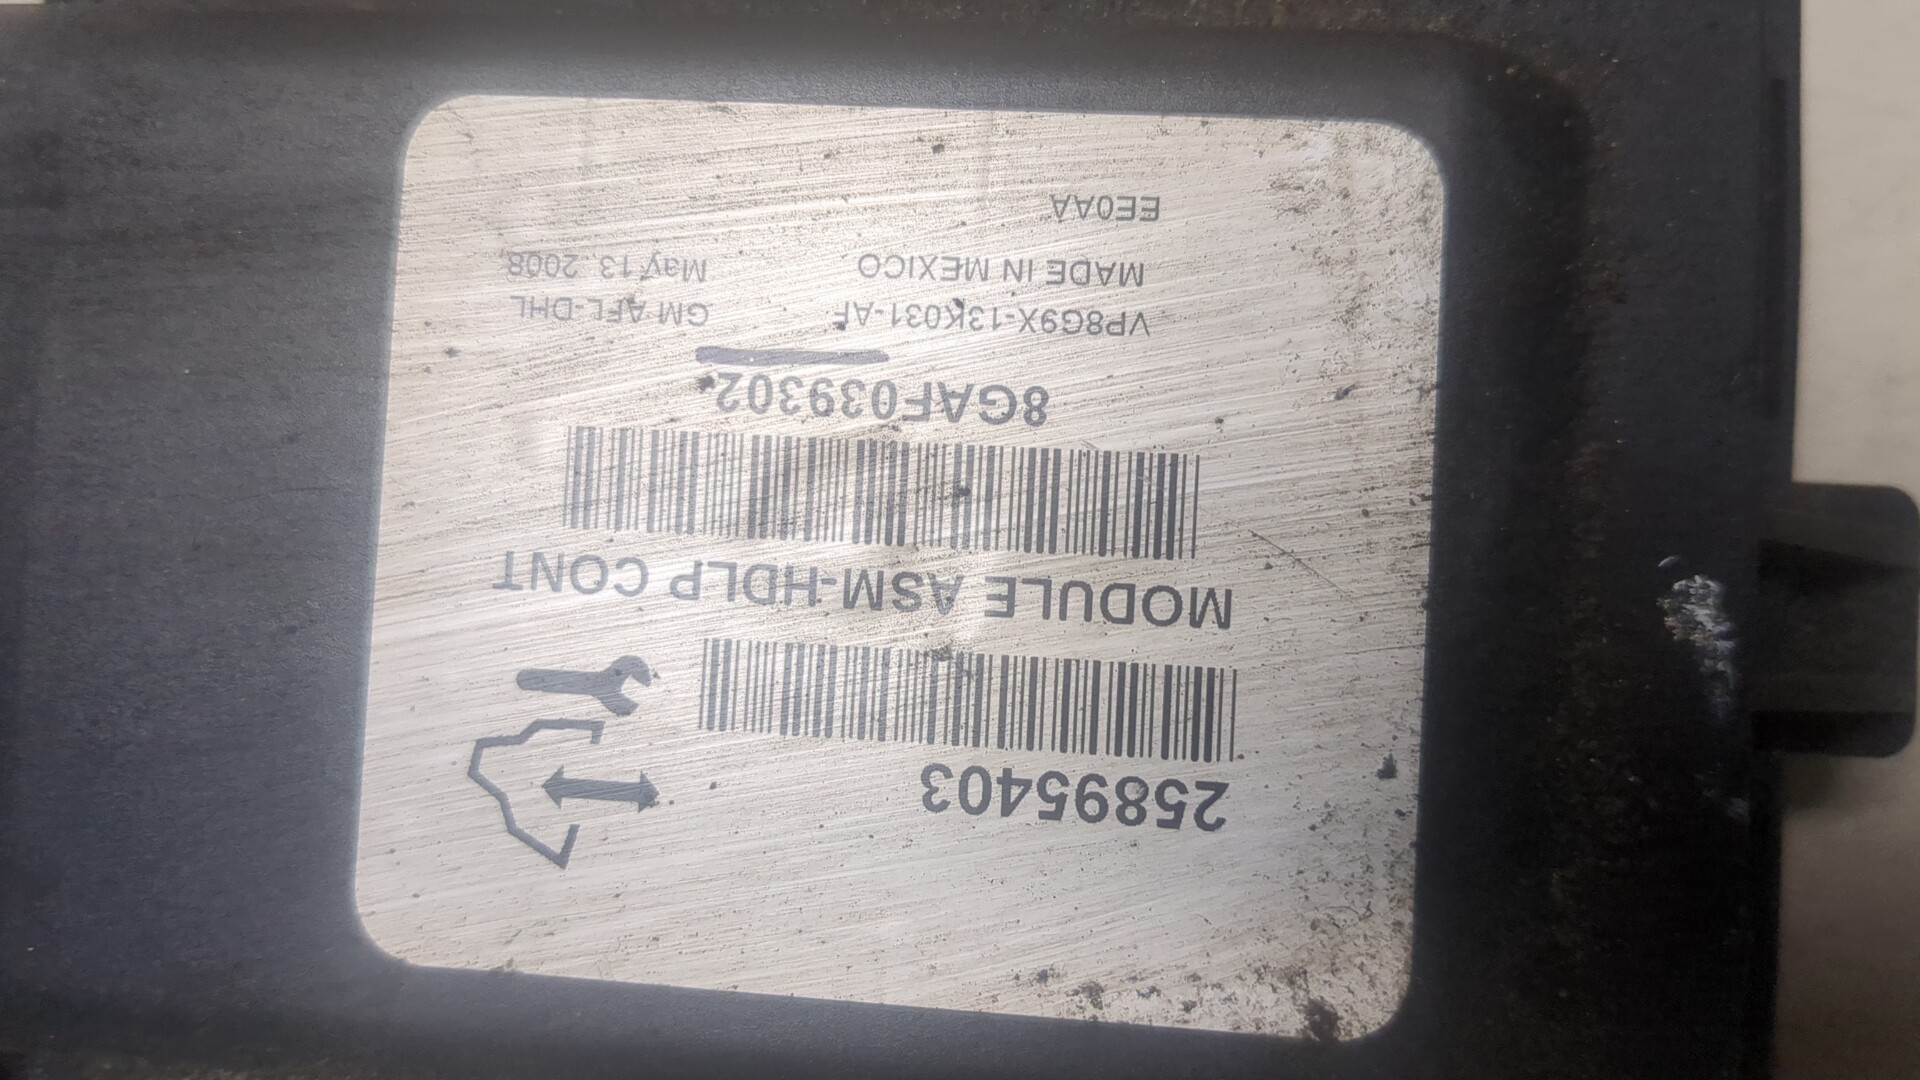 25895403
MODULE ASM-HDLP CONT
8GAF039302
VP8G9X-13K031-AF GM AFL-DHL
MADE IN MEXICO May 13, 2008
EE0AA